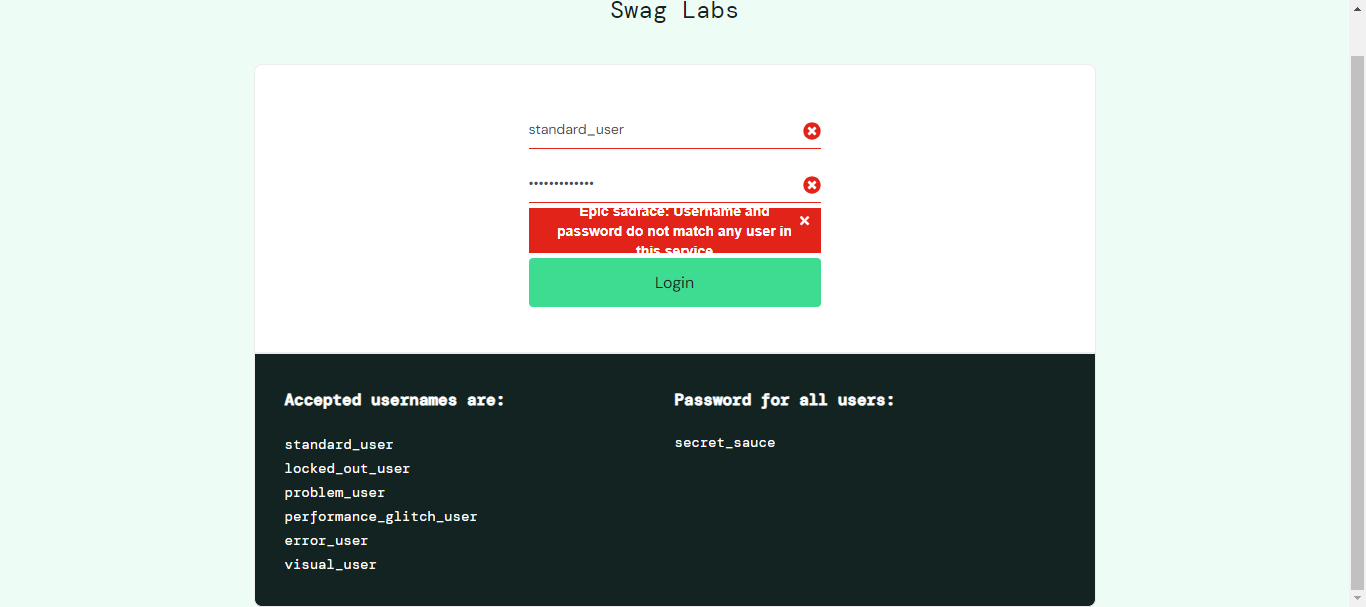 Swag Labs
standard_user
•••••••••••••
Epic sadface: Username and
password do not match any user in
this service
Login
Accepted usernames are:
standard_user
locked_out_user
problem_user
performance_glitch_user
error_user
visual_user
Password for all users:
secret_sauce